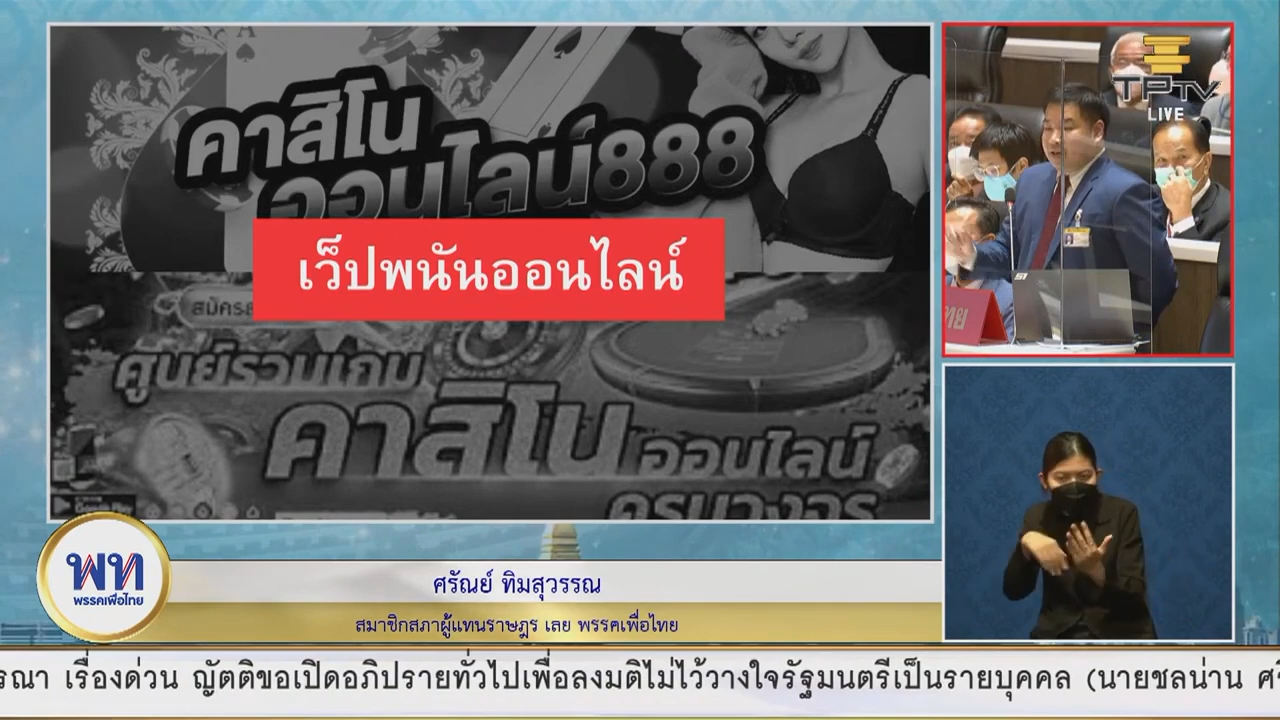 คาสิโน
ออนไลน์888
เว็ปพนันออนไลน์
ศูนย์รวมเกม
คาสิโน
ออนไลน์
ครบวงจร
TPTV
LIVE
พท
พรรคเพื่อไทย
ศรัณย์ ทิมสุวรรณ
สมาชิกสภาผู้แทนราษฎร เลย พรรคเพื่อไทย
เรื่องด่วน ญัตติขอเปิดอภิปรายทั่วไปเพื่อลงมติไม่ไว้วางใจรัฐมนตรีเป็นรายบุคคล (นายชลน่าน